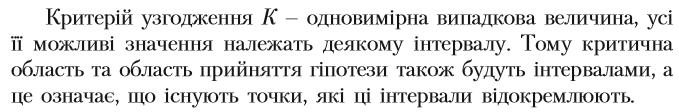 Критерій узгодження K – одновимірна випадкова величина, усі
її можливі значення належать деякому інтервалу. Тому критична
область та область прийняття гіпотези також будуть інтервалами, а
це означає, що існують точки, які ці інтервали відокремлюють.